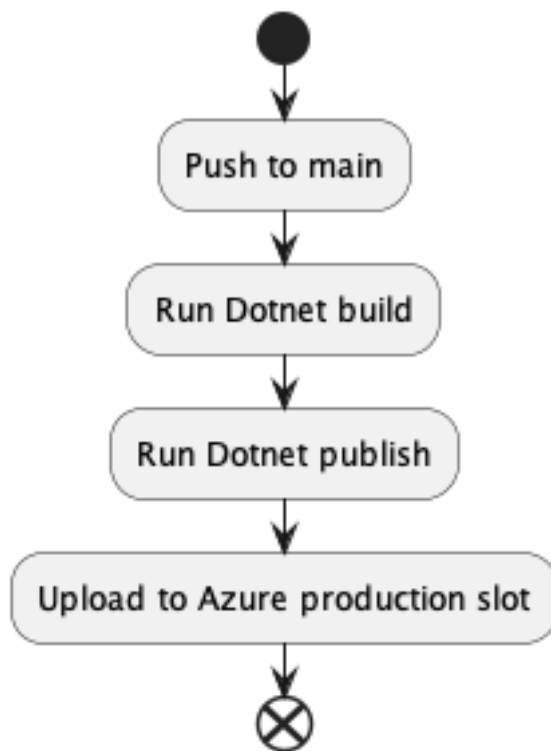 Push to main
Run Dotnet build
Run Dotnet publish
Upload to Azure production slot